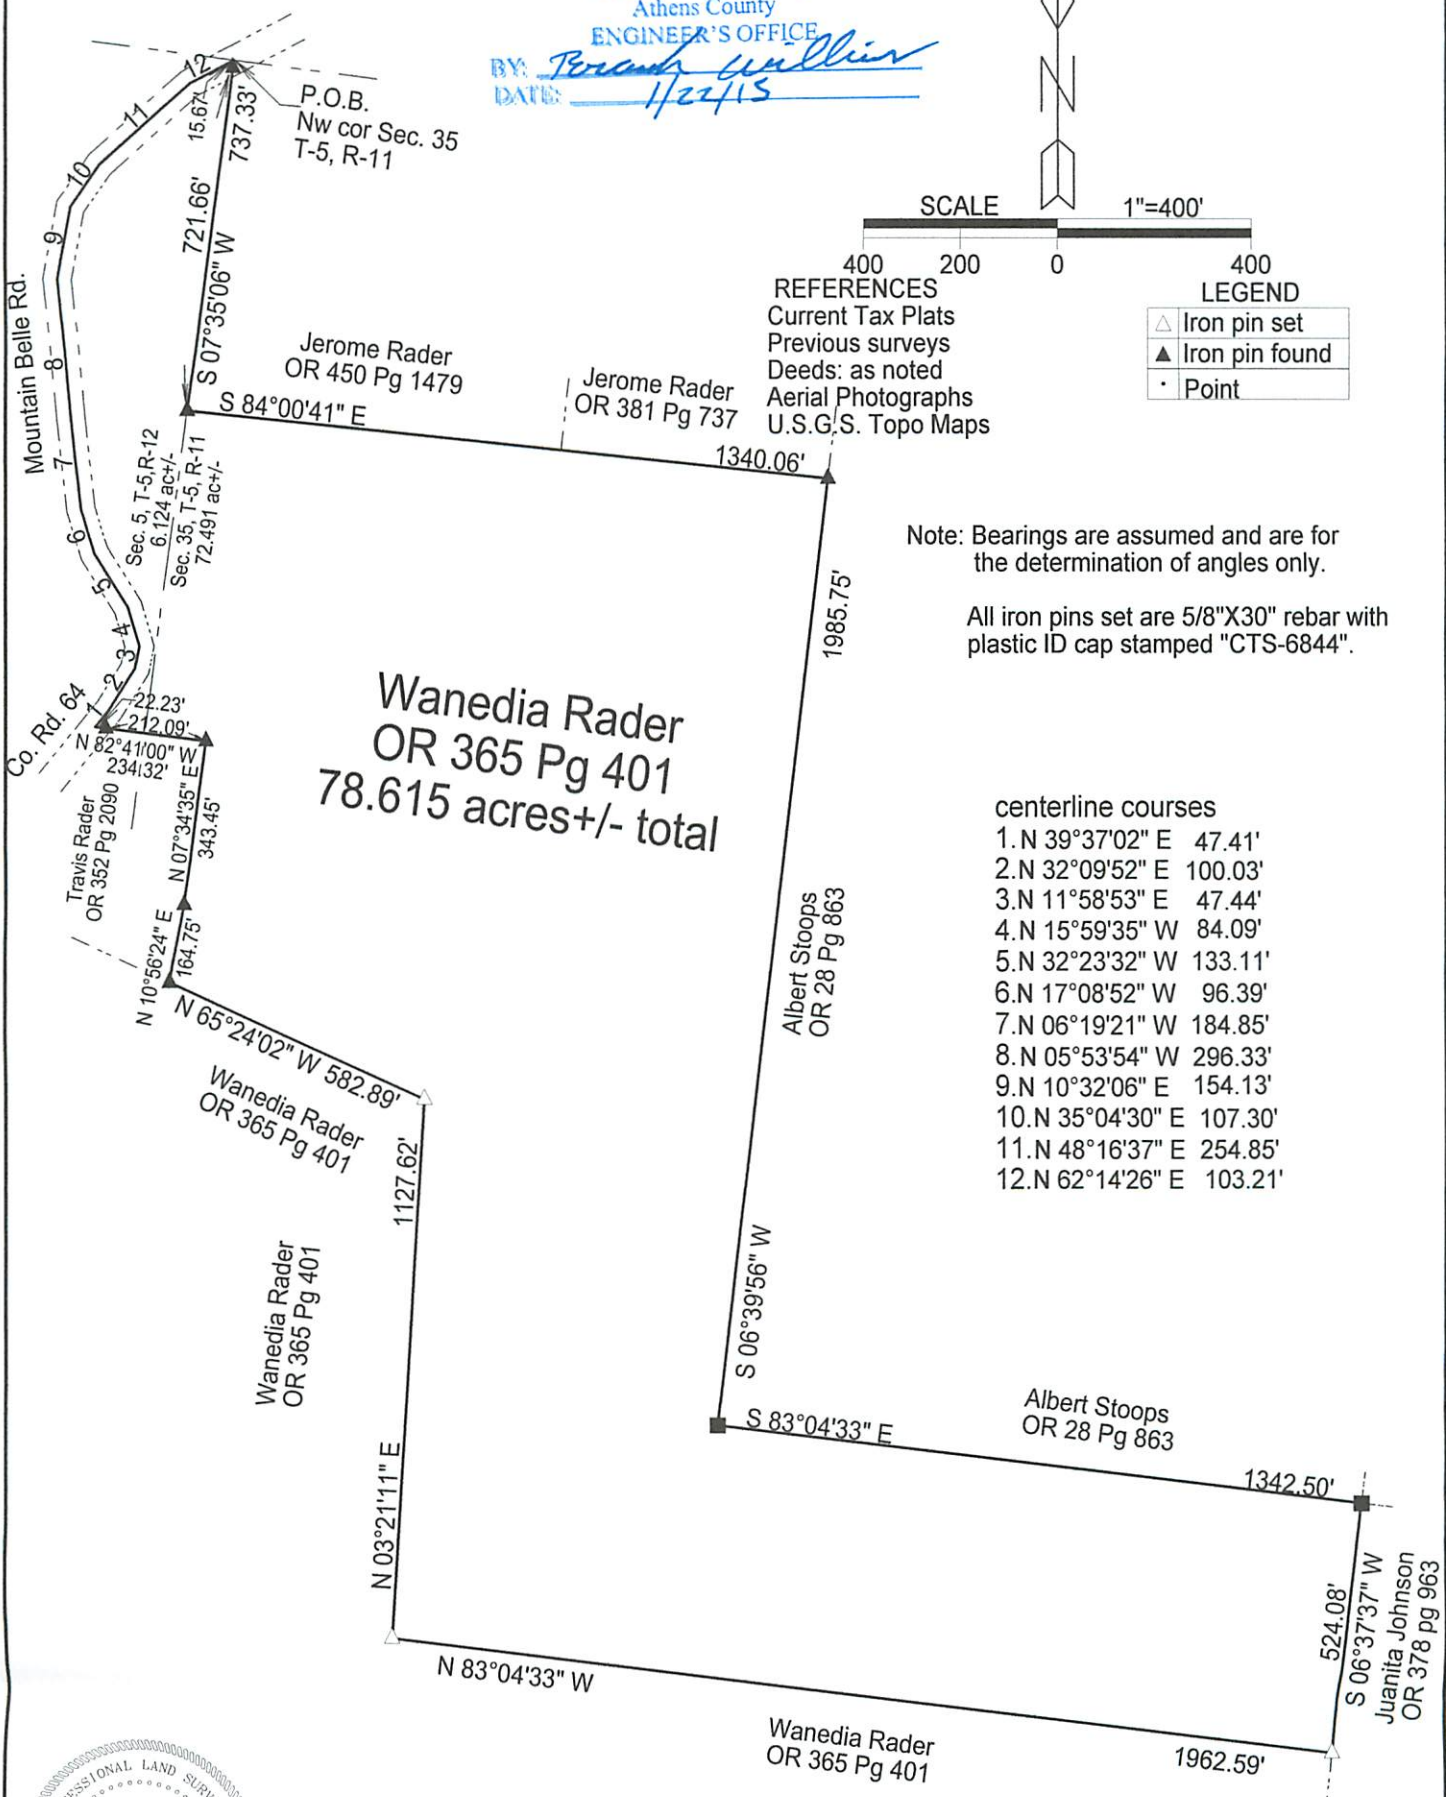 Athens County
ENGINEER'S OFFICE
BY:
DATE: 1/22/15
N
SCALE 1"=400'
400 200 0 400
REFERENCES
Current Tax Plats
Previous surveys
Deeds: as noted
Aerial Photographs
U.S.G.S. Topo Maps
LEGEND
Iron pin set
Iron pin found
Point
P.O.B.
Nw cor Sec. 35
T-5, R-11
12
11
10
9
8
7
6
5
4
3
2
1
15.67'
737.33'
721.66'
S 07°35'06" W
Mountain Belle Rd.
Jerome Rader
OR 450 Pg 1479
Jerome Rader
OR 381 Pg 737
S 84°00'41" E
1340.06'
Sec. 5, T-5,R-12
6.124 ac+/-
Sec. 35, T-5, R-11
72.491 ac+/-
Note: Bearings are assumed and are for
the determination of angles only.
All iron pins set are 5/8"X30" rebar with
plastic ID cap stamped "CTS-6844".
1985.75'
Wanedia Rader
OR 365 Pg 401
78.615 acres+/- total
Co. Rd. 64
22.23'
212.09'
N 82°41'00" W
234.32'
Travis Rader
OR 352 Pg 2090
N 07°34'35" E
343.45'
N 10°56'24" E
164.75'
N 65°24'02" W 582.89'
Wanedia Rader
OR 365 Pg 401
centerline courses
1.N 39°37'02" E 47.41'
2.N 32°09'52" E 100.03'
3.N 11°58'53" E 47.44'
4.N 15°59'35" W 84.09'
5.N 32°23'32" W 133.11'
6.N 17°08'52" W 96.39'
7.N 06°19'21" W 184.85'
8.N 05°53'54" W 296.33'
9.N 10°32'06" E 154.13'
10.N 35°04'30" E 107.30'
11.N 48°16'37" E 254.85'
12.N 62°14'26" E 103.21'
Albert Stoops
OR 28 Pg 863
1127.62'
Wanedia Rader
OR 365 Pg 401
N 03°21'11" E
S 06°39'56" W
S 83°04'33" E
Albert Stoops
OR 28 Pg 863
1342.50'
524.08'
S 06°37'37" W
Juanita Johnson
OR 378 pg 963
N 83°04'33" W
Wanedia Rader
OR 365 Pg 401
1962.59'
LAND